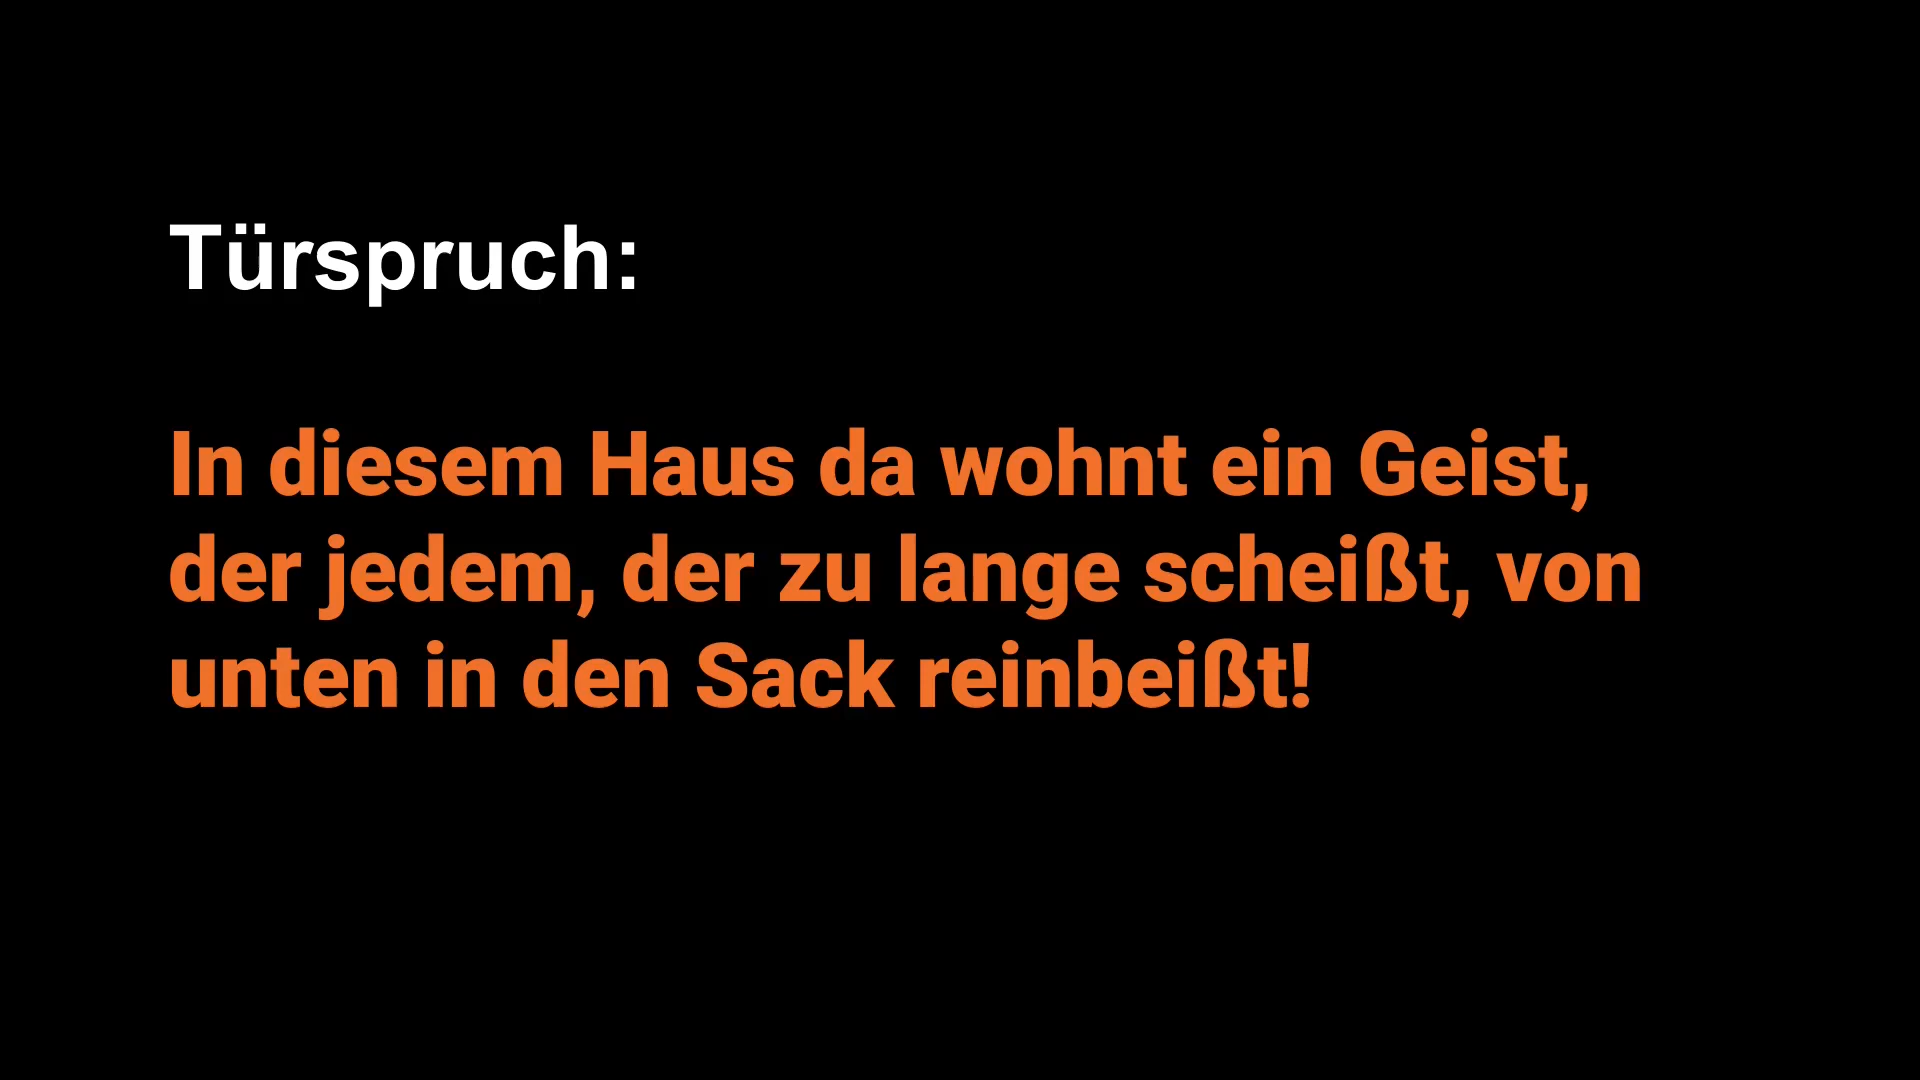 Türspruch:
In diesem Haus da wohnt ein Geist,
der jedem, der zu lange scheißt, von
unten in den Sack reinbeißt!